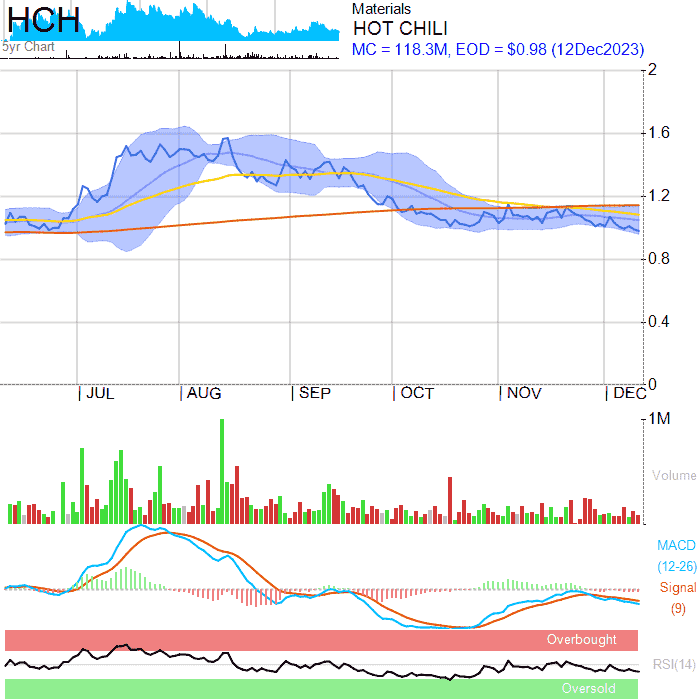 HCH
5yr Chart
Materials
HOT CHILI
MC = 118.3M, EOD = $0.98 (12Dec2023)
2
1.6
1.2
0.8
0.4
0
JUL AUG SEP OCT NOV DEC
1M
Volume
MACD
(12-26)
Signal
(9)
Overbought
RSI(14)
Oversold